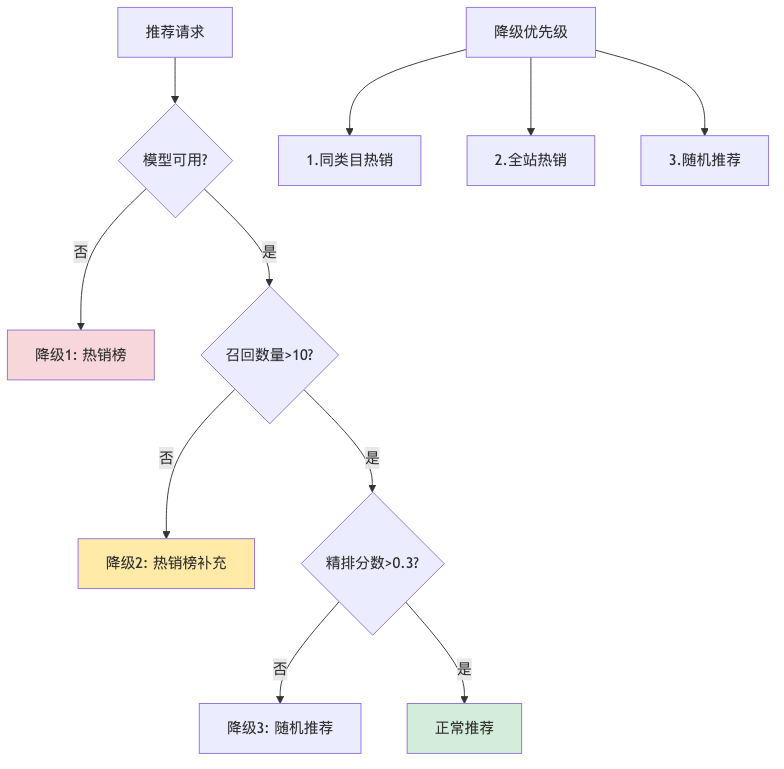 推荐请求
降级优先级
模型可用?
1.同类目热销
2.全站热销
3.随机推荐
否
是
降级1: 热销榜
召回数量>10?
否
是
降级2: 热销榜补充
精排分数>0.3?
否
是
降级3: 随机推荐
正常推荐